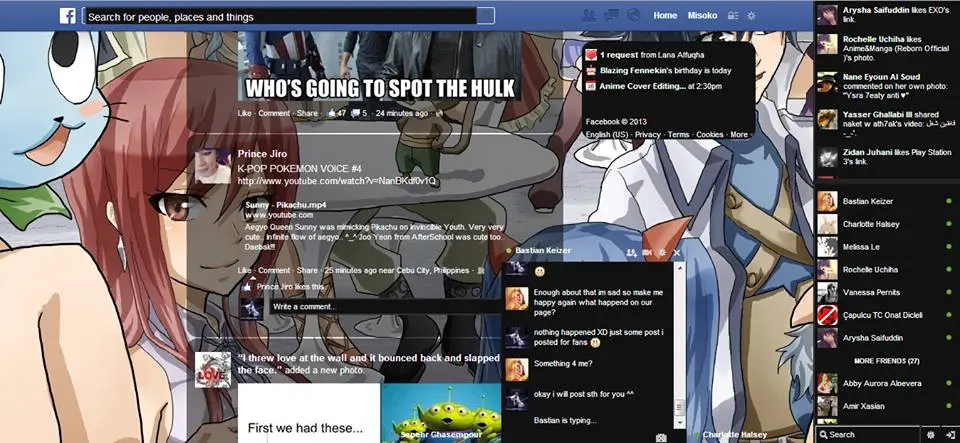 f
Search for people, places and things
Home Misoko
WHO'S GOING TO SPOT THE HULK
Like · Comment · Share · 47 5 · 24 minutes ago ·
Prince Jiro
K-POP POKEMON VOICE #4
http://www.youtube.com/watch?v=NanBKdf0v1Q
Sunny - Pikachu.mp4
www.youtube.com
Aegyo Queen Sunny was mimicking Pikachu on Invincible Youth. Very very
cute.. Infinite flow of aegyo.. ^_^ Joo Yeon from AfterSchool was cute too..
Daebak!!
Like · Comment · Share · 25 minutes ago near Cebu City, Philippines ·
Prince Jiro likes this.
Write a comment...
"I threw love at the wall and it bounced back and slapped
the face." added a new photo.
LOVE
First we had these...
Sepehr Ghasempour
1 request from Lana Alfuqha
Blazing Fennekin's birthday is today
Anime Cover Editing... at 2:30pm
Facebook © 2013
English (US) · Privacy · Terms · Cookies · More
Bastian Keizer
Enough about that im sad so make
me happy again what happend on our
page?
nothing happened XD just some post i
posted for fans
Something 4 me?
okay i will post sth for you ^^
Bastian is typing...
Charlotte Halsey
Arysha Saifuddin likes EXO's
link.
Rochelle Uchiha likes
Anime&Manga (Reborn Official
)'s photo.
Nane Eyoun Al Soud
commented on her own photo:
"Ysra 7eaty anti ♥"
Yasser Ghallabi III shared
naket w ath7ak's video:
-_-
Zidan Juhani likes Play Station
3's link.
Bastian Keizer
Charlotte Halsey
Melissa Le
Rochelle Uchiha
Vanessa Pernits
Çapulcu TC Onat Dicleli
Arysha Saifuddin
MORE FRIENDS (27)
Abby Aurora Aloevera
Amir Xasian
Search